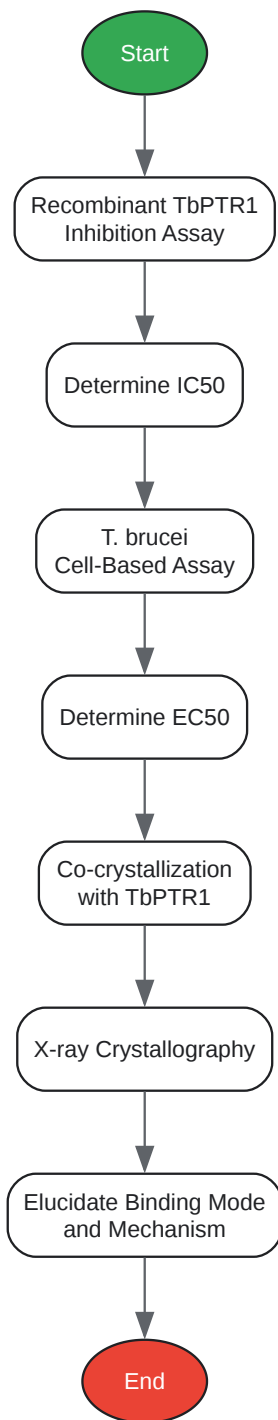 Start
Recombinant TbPTR1
Inhibition Assay
Determine IC50
T. brucei
Cell-Based Assay
Determine EC50
Co-crystallization
with TbPTR1
X-ray Crystallography
Elucidate Binding Mode
and Mechanism
End